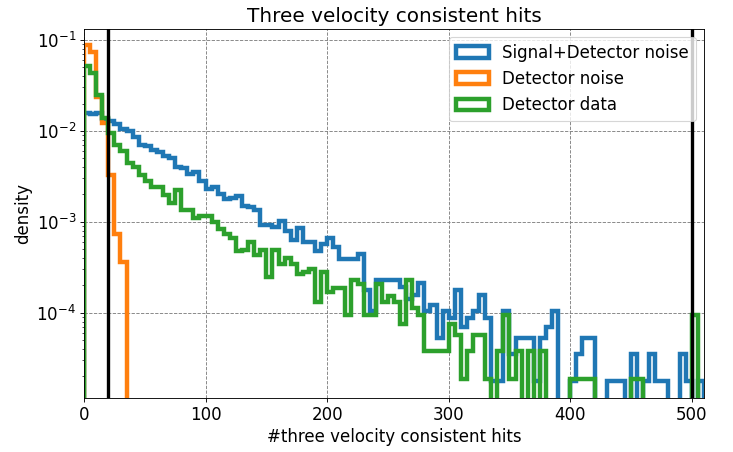 Three velocity consistent hits
Signal+Detector noise
Detector noise
Detector data
density
10⁻¹
10⁻²
10⁻³
10⁻⁴
0 100 200 300 400 500
#three velocity consistent hits